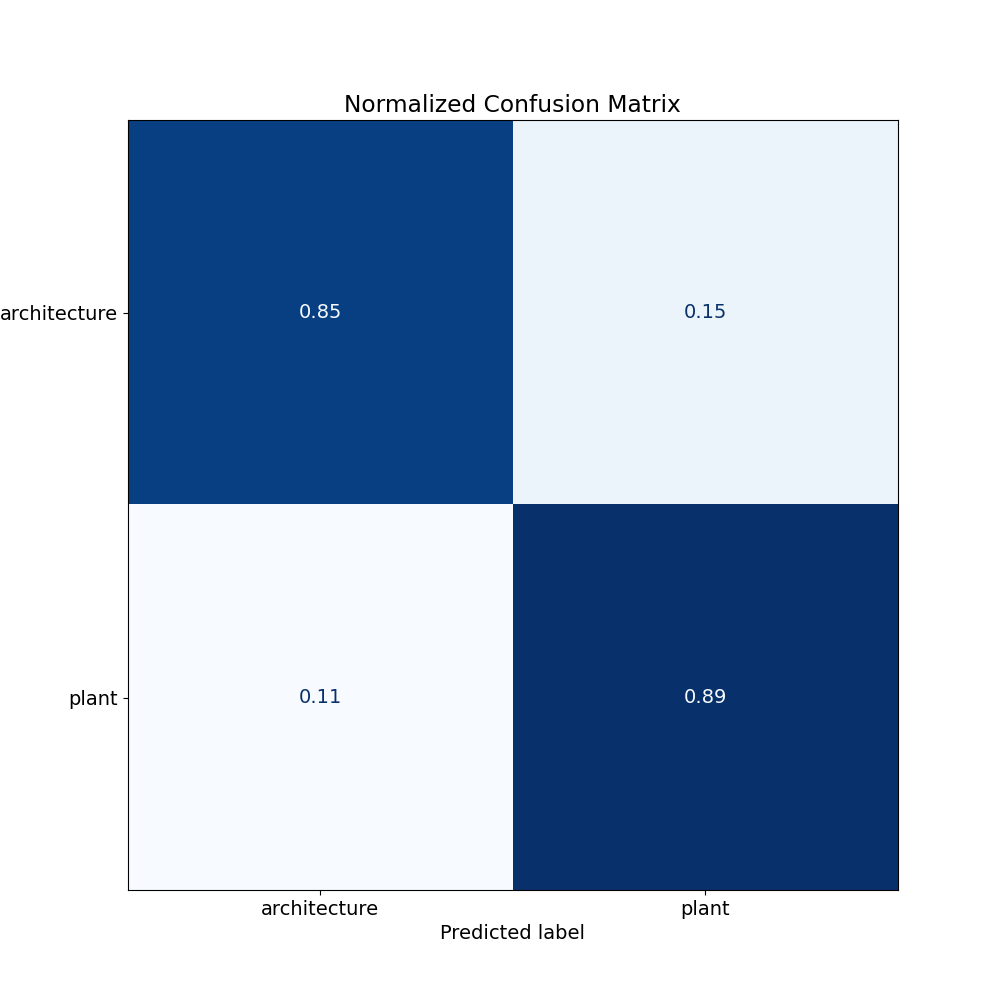 Normalized Confusion Matrix
architecture
0.85
0.15
plant
0.11
0.89
architecture
plant
Predicted label